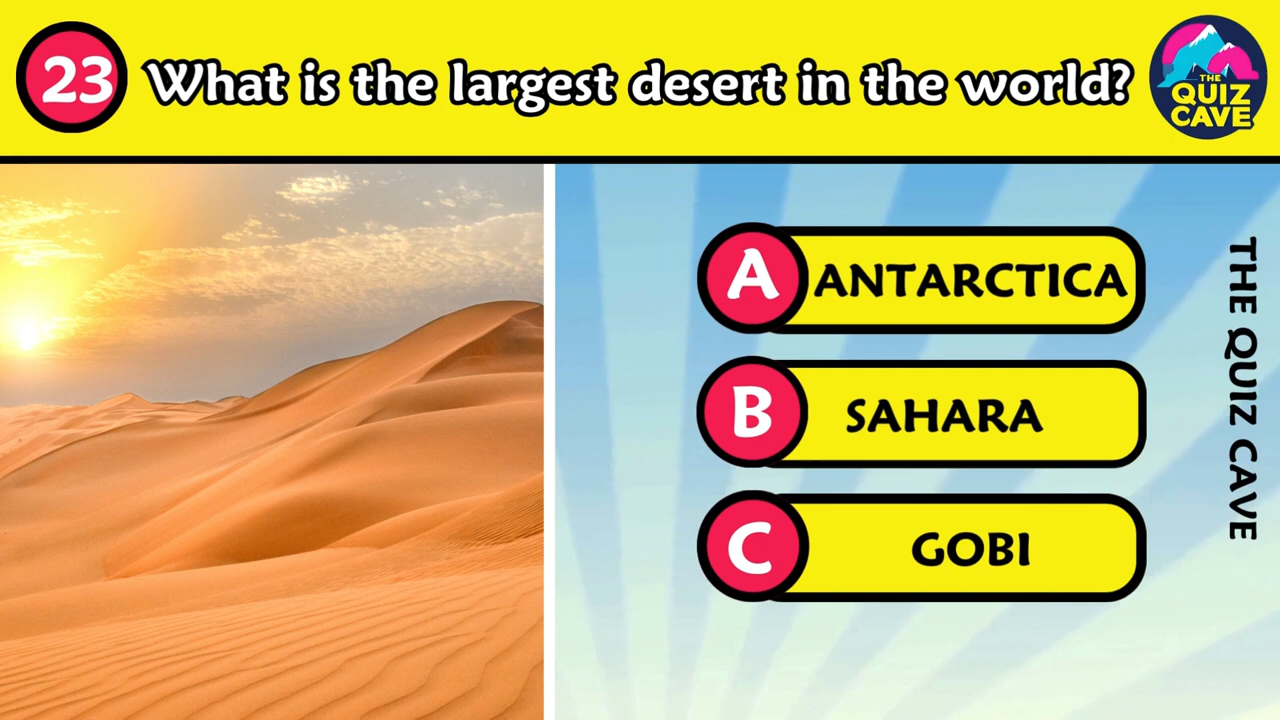 23
What is the largest desert in the world?
THE
QUIZ
CAVE
A ANTARCTICA
B SAHARA
C GOBI
THE QUIZ CAVE